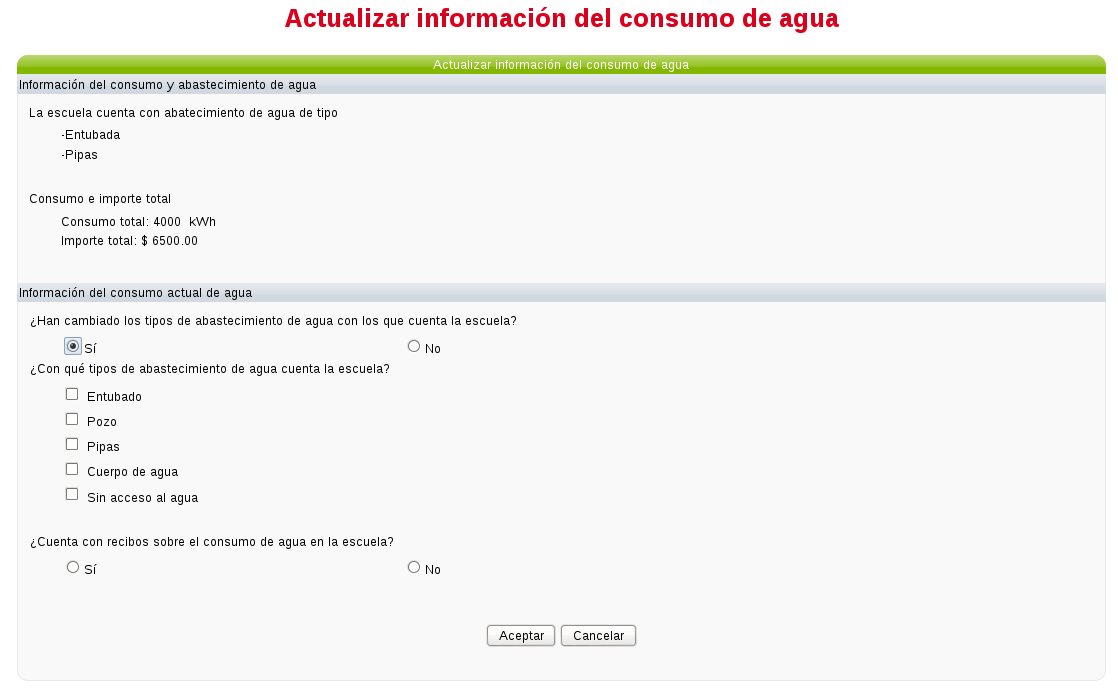 Actualizar información del consumo de agua
Actualizar información del consumo de agua
Información del consumo y abastecimiento de agua
La escuela cuenta con abatecimiento de agua de tipo
-Entubada
-Pipas
Consumo e importe total
Consumo total: 4000 kWh
Importe total: $ 6500.00
Información del consumo actual de agua
¿Han cambiado los tipos de abastecimiento de agua con los que cuenta la escuela?
Sí No
¿Con qué tipos de abastecimiento de agua cuenta la escuela?
Entubado
Pozo
Pipas
Cuerpo de agua
Sin acceso al agua
¿Cuenta con recibos sobre el consumo de agua en la escuela?
Sí No
Aceptar Cancelar